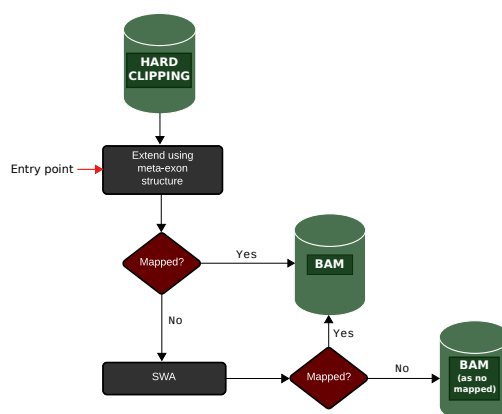 HARD
CLIPPING
Extend using
meta-exon
structure
Entry point
Mapped?
Yes
BAM
No
Yes
SWA
Mapped?
No
BAM
(as no
mapped)